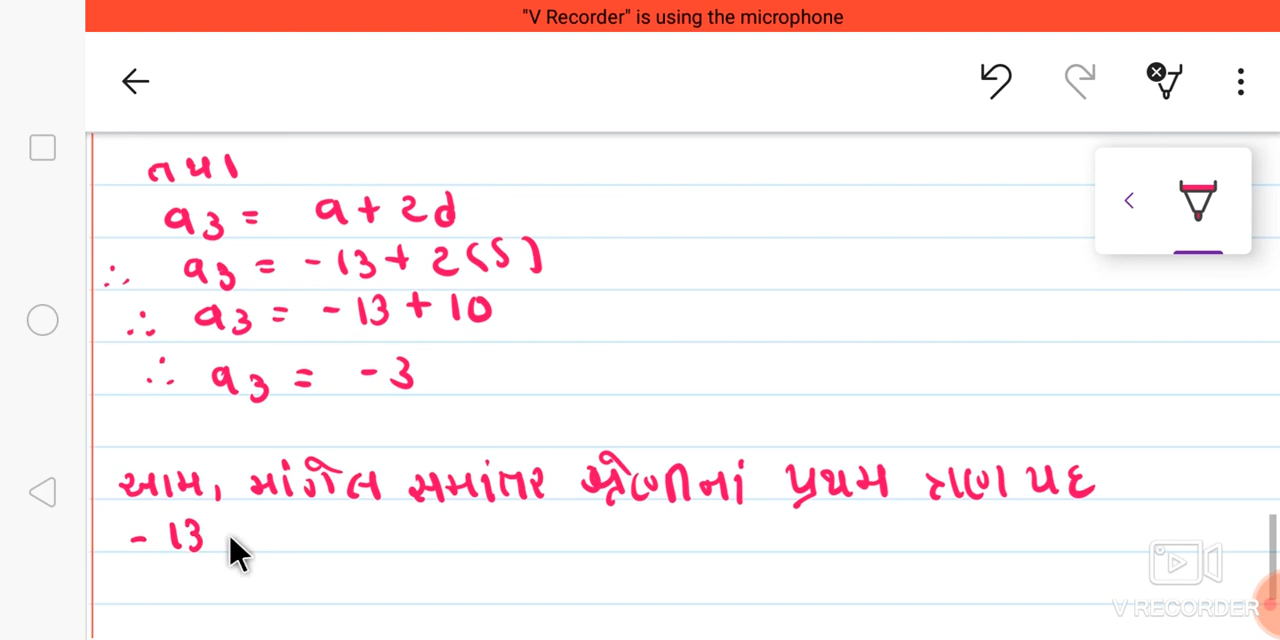 "V Recorder" is using the microphone
તથા
a3 = a + 2d
∴ a3 = -13 + 2(5)
∴ a3 = -13 + 10
∴ a3 = -3
આમ, માંગેલ સમાંતર શ્રેણીનાં પ્રથમ ત્રણ પદ
-13
V RECORDER